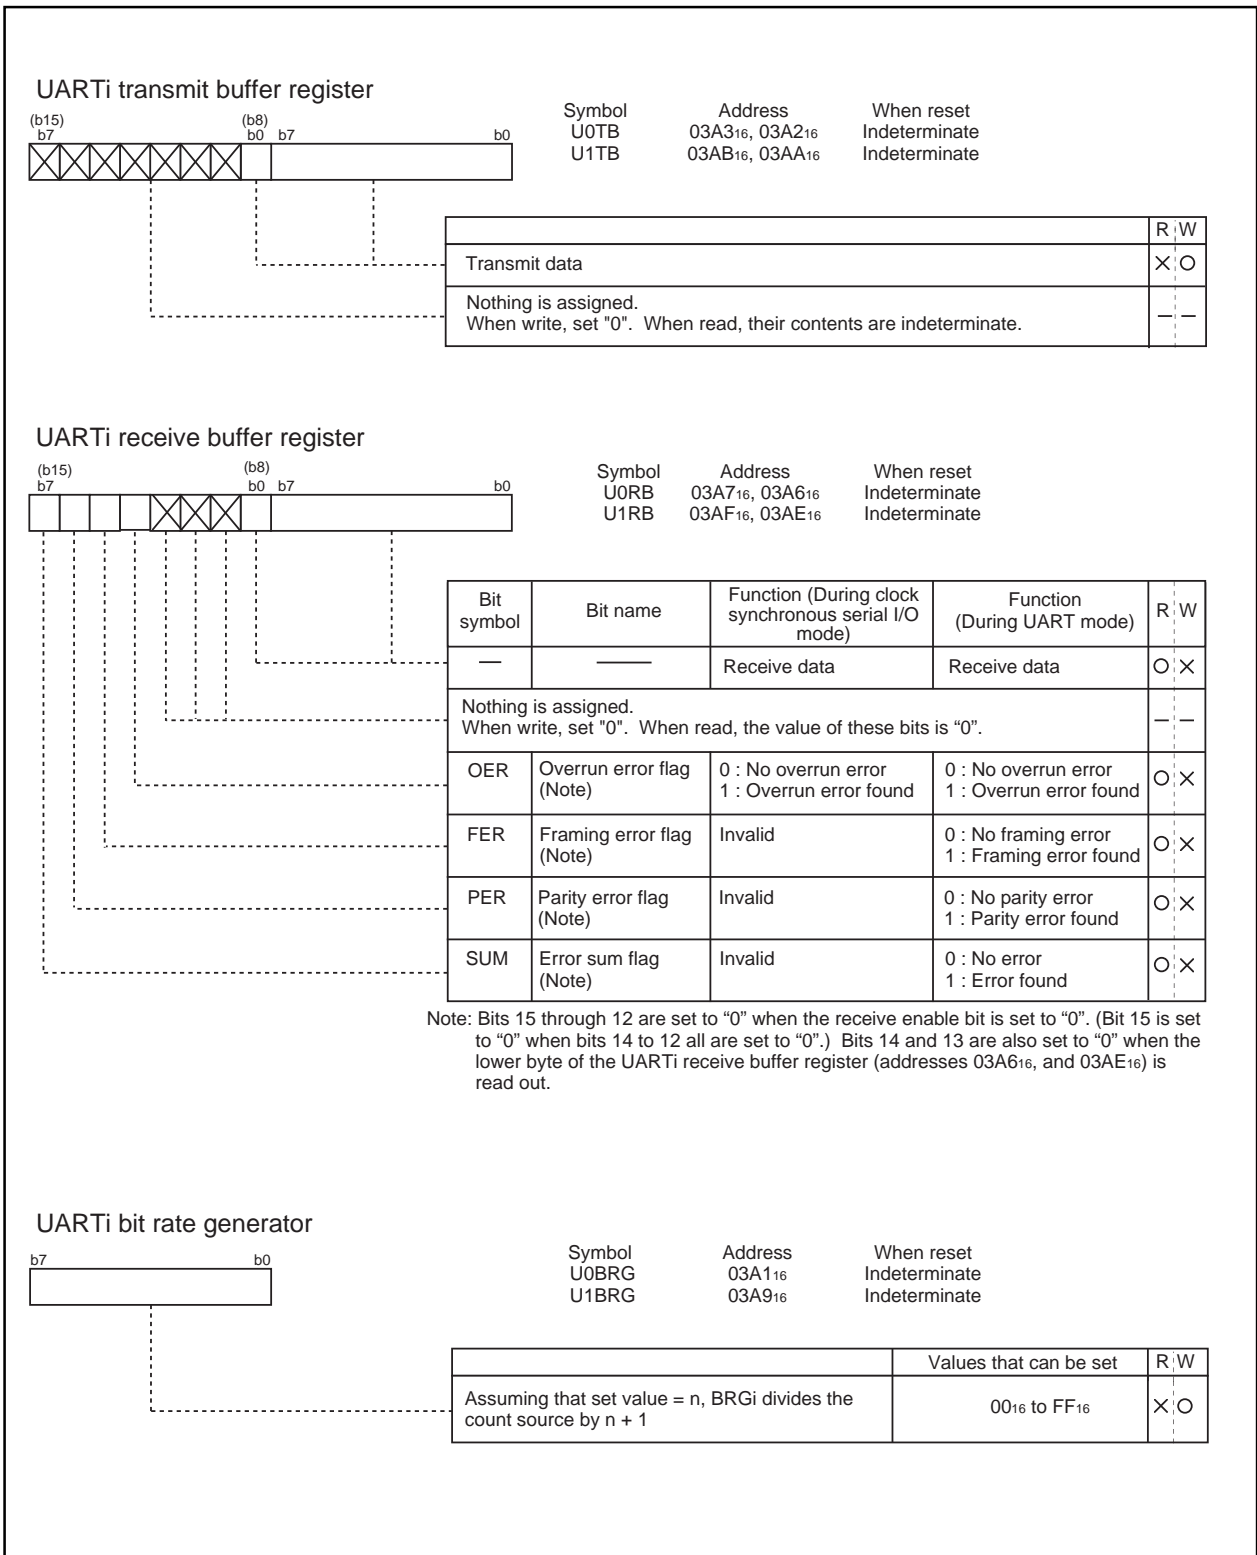 UARTi transmit buffer register
(b15) (b8)
b7 b0 b7 b0
Symbol Address When reset
U0TB 03A316, 03A216 Indeterminate
U1TB 03AB16, 03AA16 Indeterminate
R W
Transmit data X O
Nothing is assigned.
When write, set "0". When read, their contents are indeterminate. — —
UARTi receive buffer register
(b15) (b8)
b7 b0 b7 b0
Symbol Address When reset
U0RB 03A716, 03A616 Indeterminate
U1RB 03AF16, 03AE16 Indeterminate
Bit symbol Bit name Function (During clock synchronous serial I/O mode) Function (During UART mode) R W
— — Receive data Receive data O X
Nothing is assigned.
When write, set "0". When read, the value of these bits is “0”. — —
OER Overrun error flag 0 : No overrun error 0 : No overrun error O X
(Note) 1 : Overrun error found 1 : Overrun error found
FER Framing error flag Invalid 0 : No framing error O X
(Note) 1 : Framing error found
PER Parity error flag Invalid 0 : No parity error O X
(Note) 1 : Parity error found
SUM Error sum flag Invalid 0 : No error O X
(Note) 1 : Error found
Note: Bits 15 through 12 are set to “0” when the receive enable bit is set to “0”. (Bit 15 is set
to “0” when bits 14 to 12 all are set to “0”.) Bits 14 and 13 are also set to “0” when the
lower byte of the UARTi receive buffer register (addresses 03A616, and 03AE16) is
read out.
UARTi bit rate generator
b7 b0
Symbol Address When reset
U0BRG 03A116 Indeterminate
U1BRG 03A916 Indeterminate
Values that can be set R W
Assuming that set value = n, BRGi divides the
count source by n + 1 0016 to FF16 X O